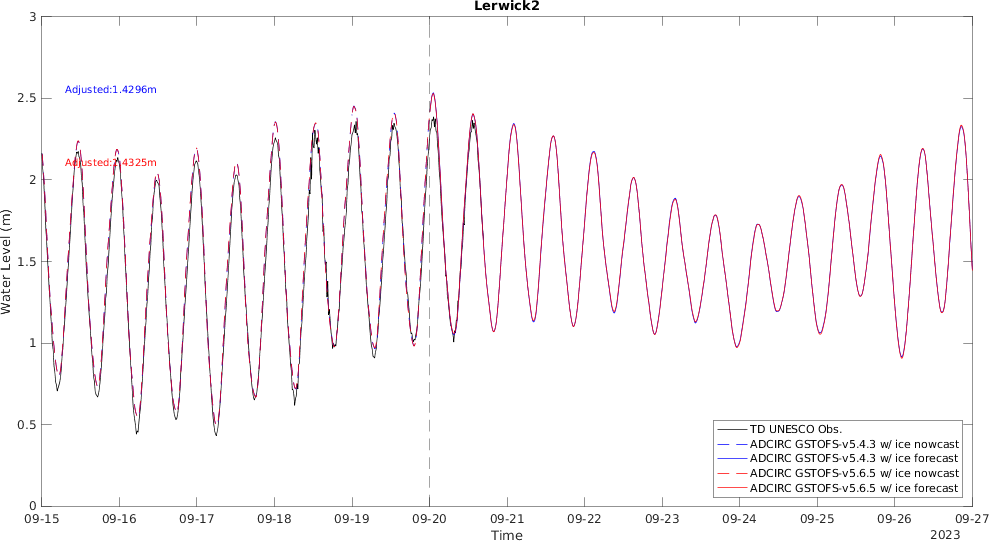 Lerwick2
3
2.5
2
1.5
1
0.5
0
Water Level (m)
Adjusted:1.4296m
Adjusted:1.4325m
TD UNESCO Obs.
ADCIRC GSTOFS-v5.4.3 w/ ice nowcast
ADCIRC GSTOFS-v5.4.3 w/ ice forecast
ADCIRC GSTOFS-v5.6.5 w/ ice nowcast
ADCIRC GSTOFS-v5.6.5 w/ ice forecast
09-15 09-16 09-17 09-18 09-19 09-20 09-21 09-22 09-23 09-24 09-25 09-26 09-27
Time
2023